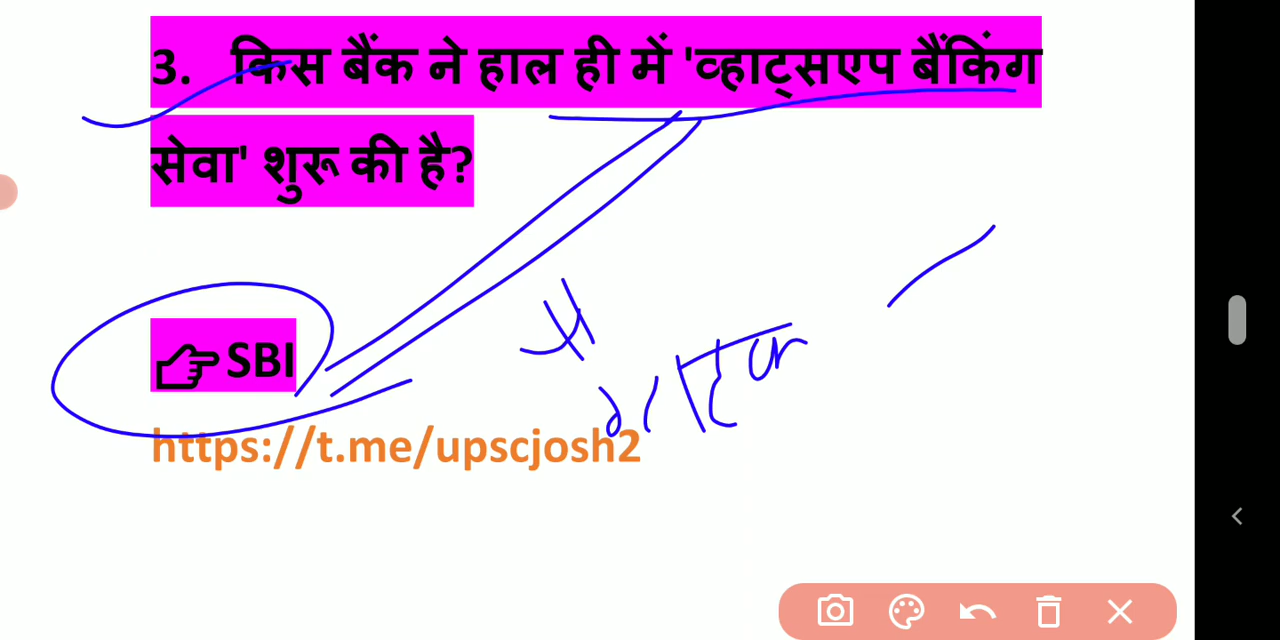 3. किस बैंक ने हाल ही में 'व्हाट्सएप बैंकिंग
सेवा' शुरू की है?
SBI
https://t.me/upscjosh2